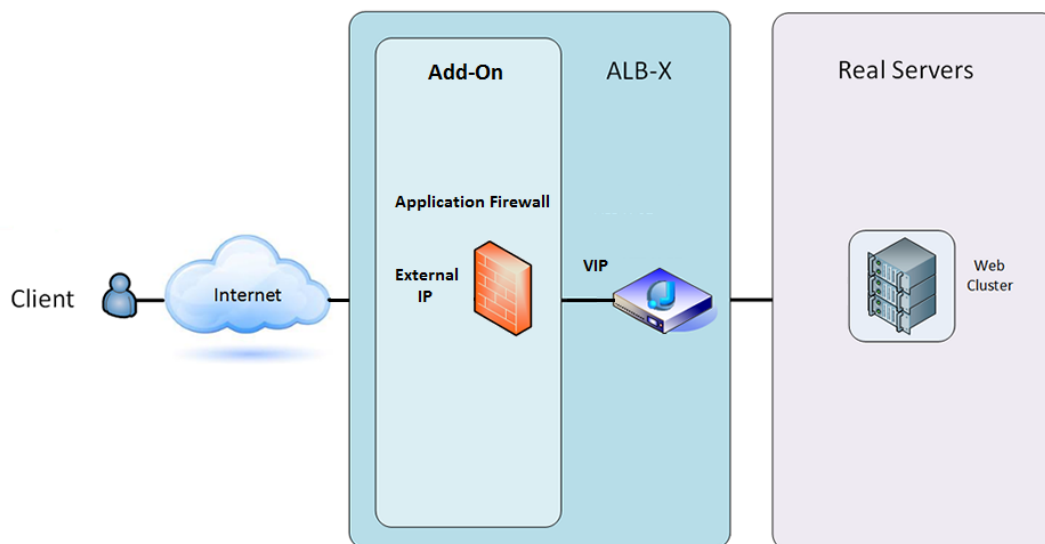 Add-On
ALB-X
Real Servers
Application Firewall
External
IP
VIP
Web
Cluster
Client
Internet